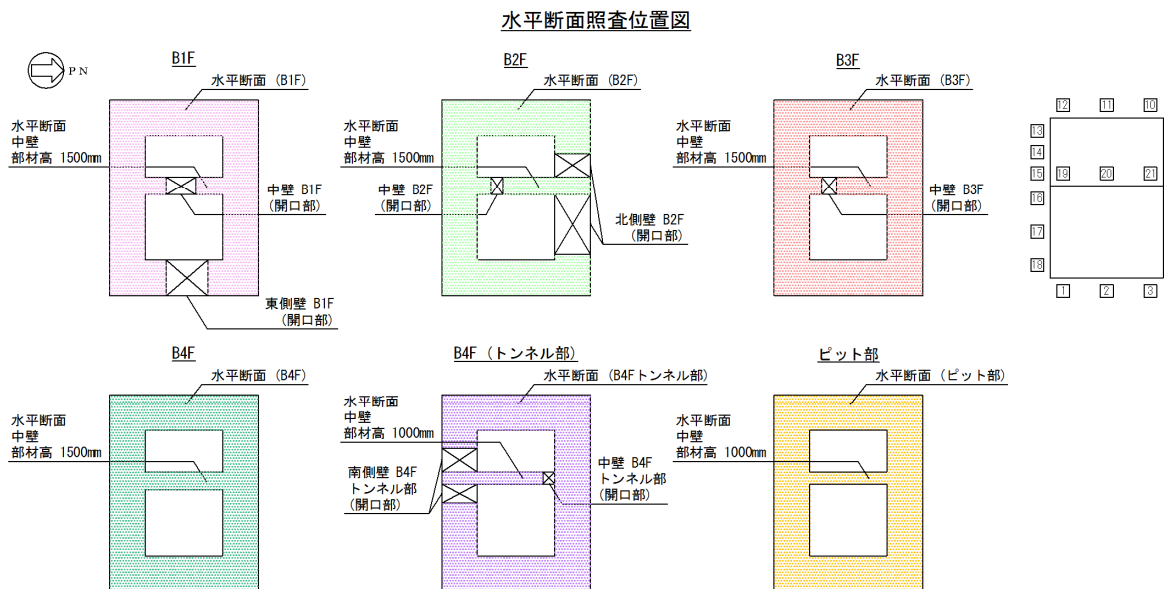 水平断面照査位置図
PN
B1F
水平断面 (B1F)
水平断面
中壁
部材高 1500mm
中壁 B1F
(開口部)
東側壁 B1F
(開口部)
B2F
水平断面 (B2F)
水平断面
中壁
部材高 1500mm
中壁 B2F
(開口部)
北側壁 B2F
(開口部)
B3F
水平断面 (B3F)
水平断面
中壁
部材高 1500mm
中壁 B3F
(開口部)
12 11 10
13
14
15 19 20 21
16
17
18
1 2 3
B4F
水平断面 (B4F)
水平断面
中壁
部材高 1500mm
B4F (トンネル部)
水平断面 (B4Fトンネル部)
水平断面
中壁
部材高 1000mm
南側壁 B4F
トンネル部
(開口部)
中壁 B4F
トンネル部
(開口部)
ピット部
水平断面 (ピット部)
水平断面
中壁
部材高 1000mm